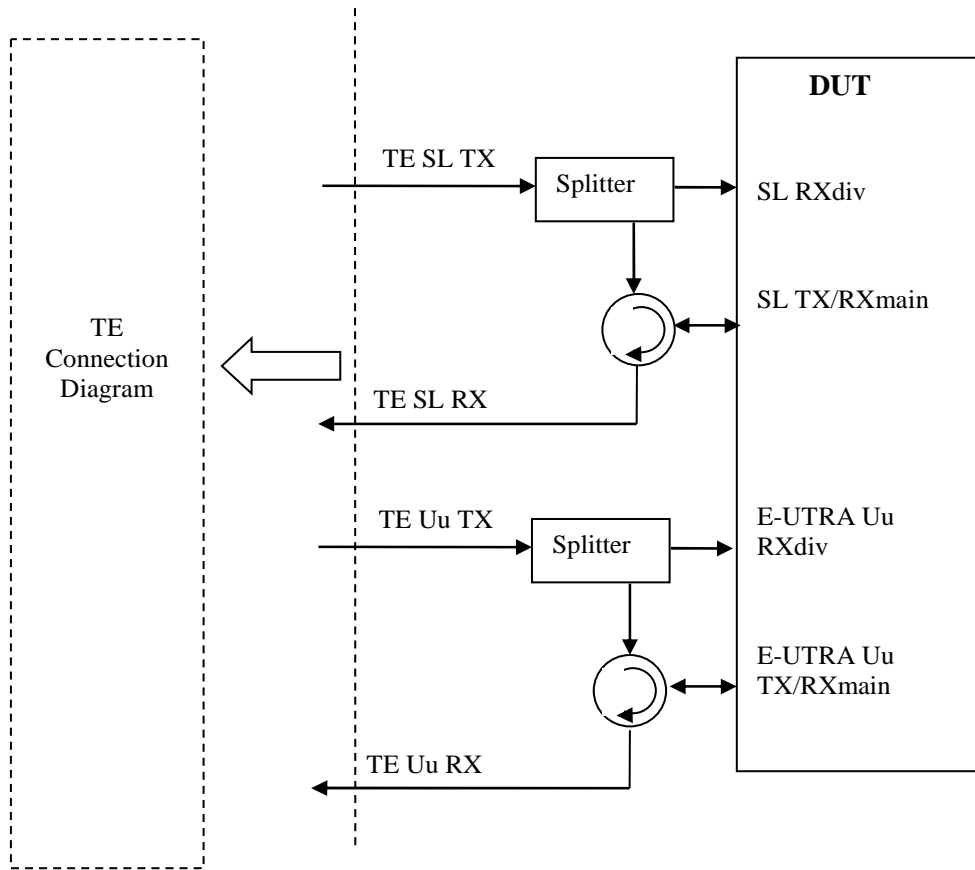 TE
Connection
Diagram
TE SL TX
Splitter
TE SL RX
TE Uu TX
Splitter
TE Uu RX
DUT
SL RXdiv
SL TX/RXmain
E-UTRA Uu
RXdiv
E-UTRA Uu
TX/RXmain